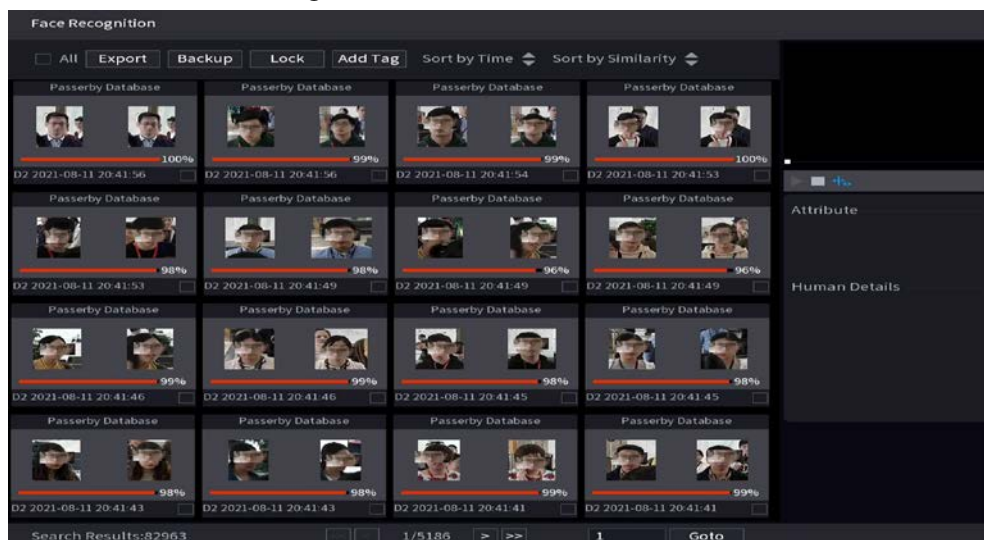 Face Recognition
All Export Backup Lock Add Tag Sort by Time Sort by Similarity
Passerby Database Passerby Database Passerby Database Passerby Database
100% 99% 99% 100%
D2 2021-08-11 20:41:56 D2 2021-08-11 20:41:56 D2 2021-08-11 20:41:54 D2 2021-08-11 20:41:53
Passerby Database Passerby Database Passerby Database Passerby Database
98% 98% 96% 96%
D2 2021-08-11 20:41:53 D2 2021-08-11 20:41:49 D2 2021-08-11 20:41:49 D2 2021-08-11 20:41:49
Passerby Database Passerby Database Passerby Database Passerby Database
99% 99% 98% 98%
D2 2021-08-11 20:41:46 D2 2021-08-11 20:41:46 D2 2021-08-11 20:41:45 D2 2021-08-11 20:41:45
Passerby Database Passerby Database Passerby Database Passerby Database
98% 98% 99% 99%
D2 2021-08-11 20:41:43 D2 2021-08-11 20:41:43 D2 2021-08-11 20:41:41 D2 2021-08-11 20:41:41
Search Results:82963 1/5186 > >> 1 Goto
Attribute
Human Details